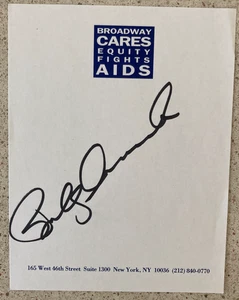 BROADWAY
CARES
EQUITY
FIGHTS
AIDS
165 West 46th Street Suite 1300 New York, NY 10036 (212) 840-0770